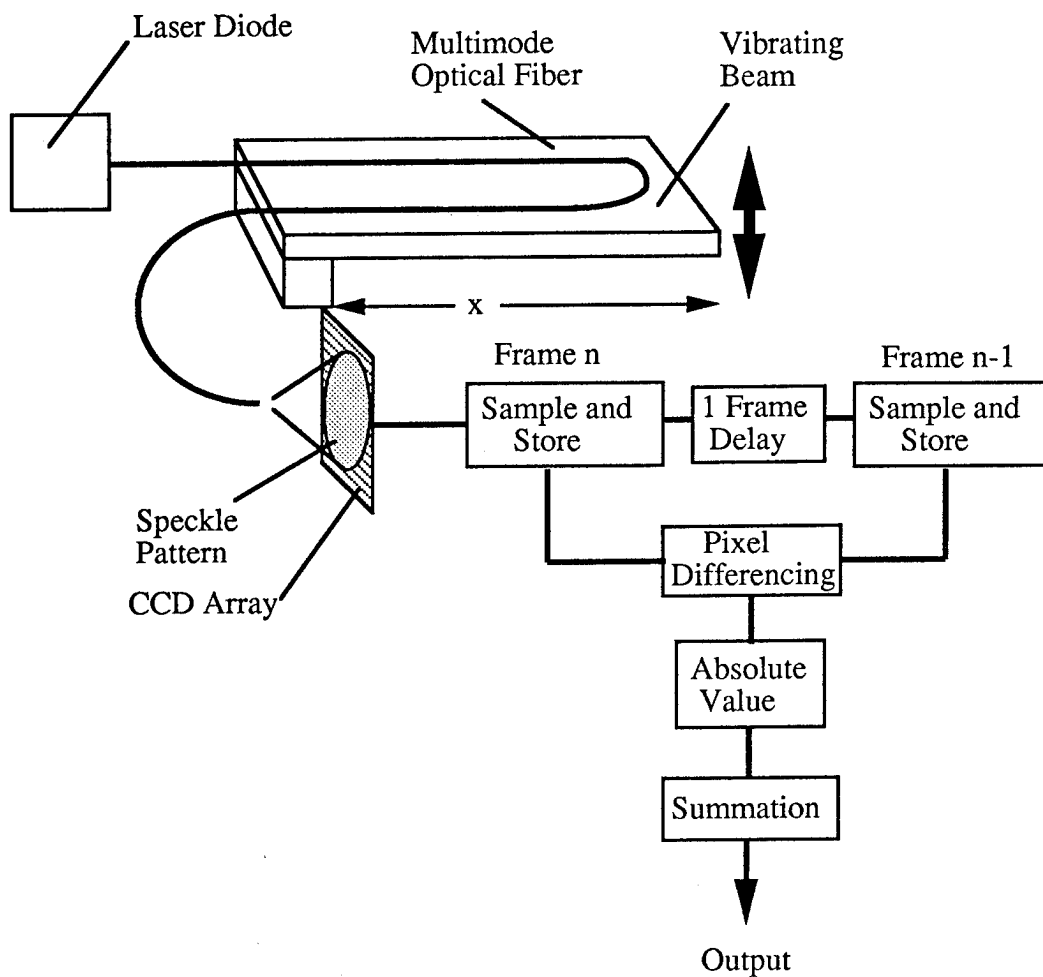 Laser Diode
Multimode
Optical Fiber
Vibrating
Beam
x
Frame n
Frame n-1
Sample and
Store
1 Frame
Delay
Sample and
Store
Speckle
Pattern
CCD Array
Pixel
Differencing
Absolute
Value
Summation
Output